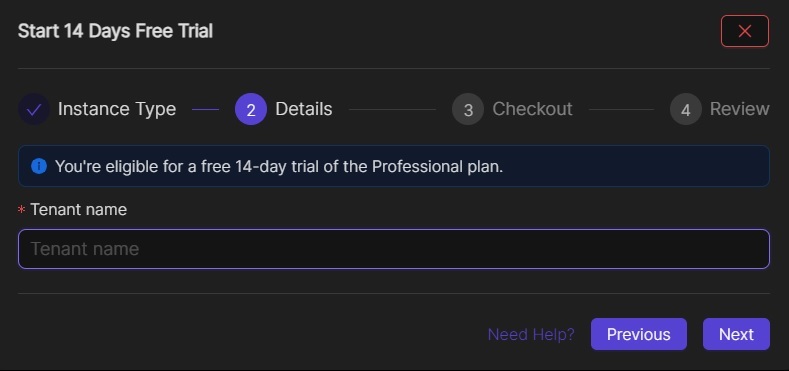 Start 14 Days Free Trial
Instance Type 2 Details 3 Checkout 4 Review
You're eligible for a free 14-day trial of the Professional plan.
* Tenant name
Tenant name
Need Help? Previous Next